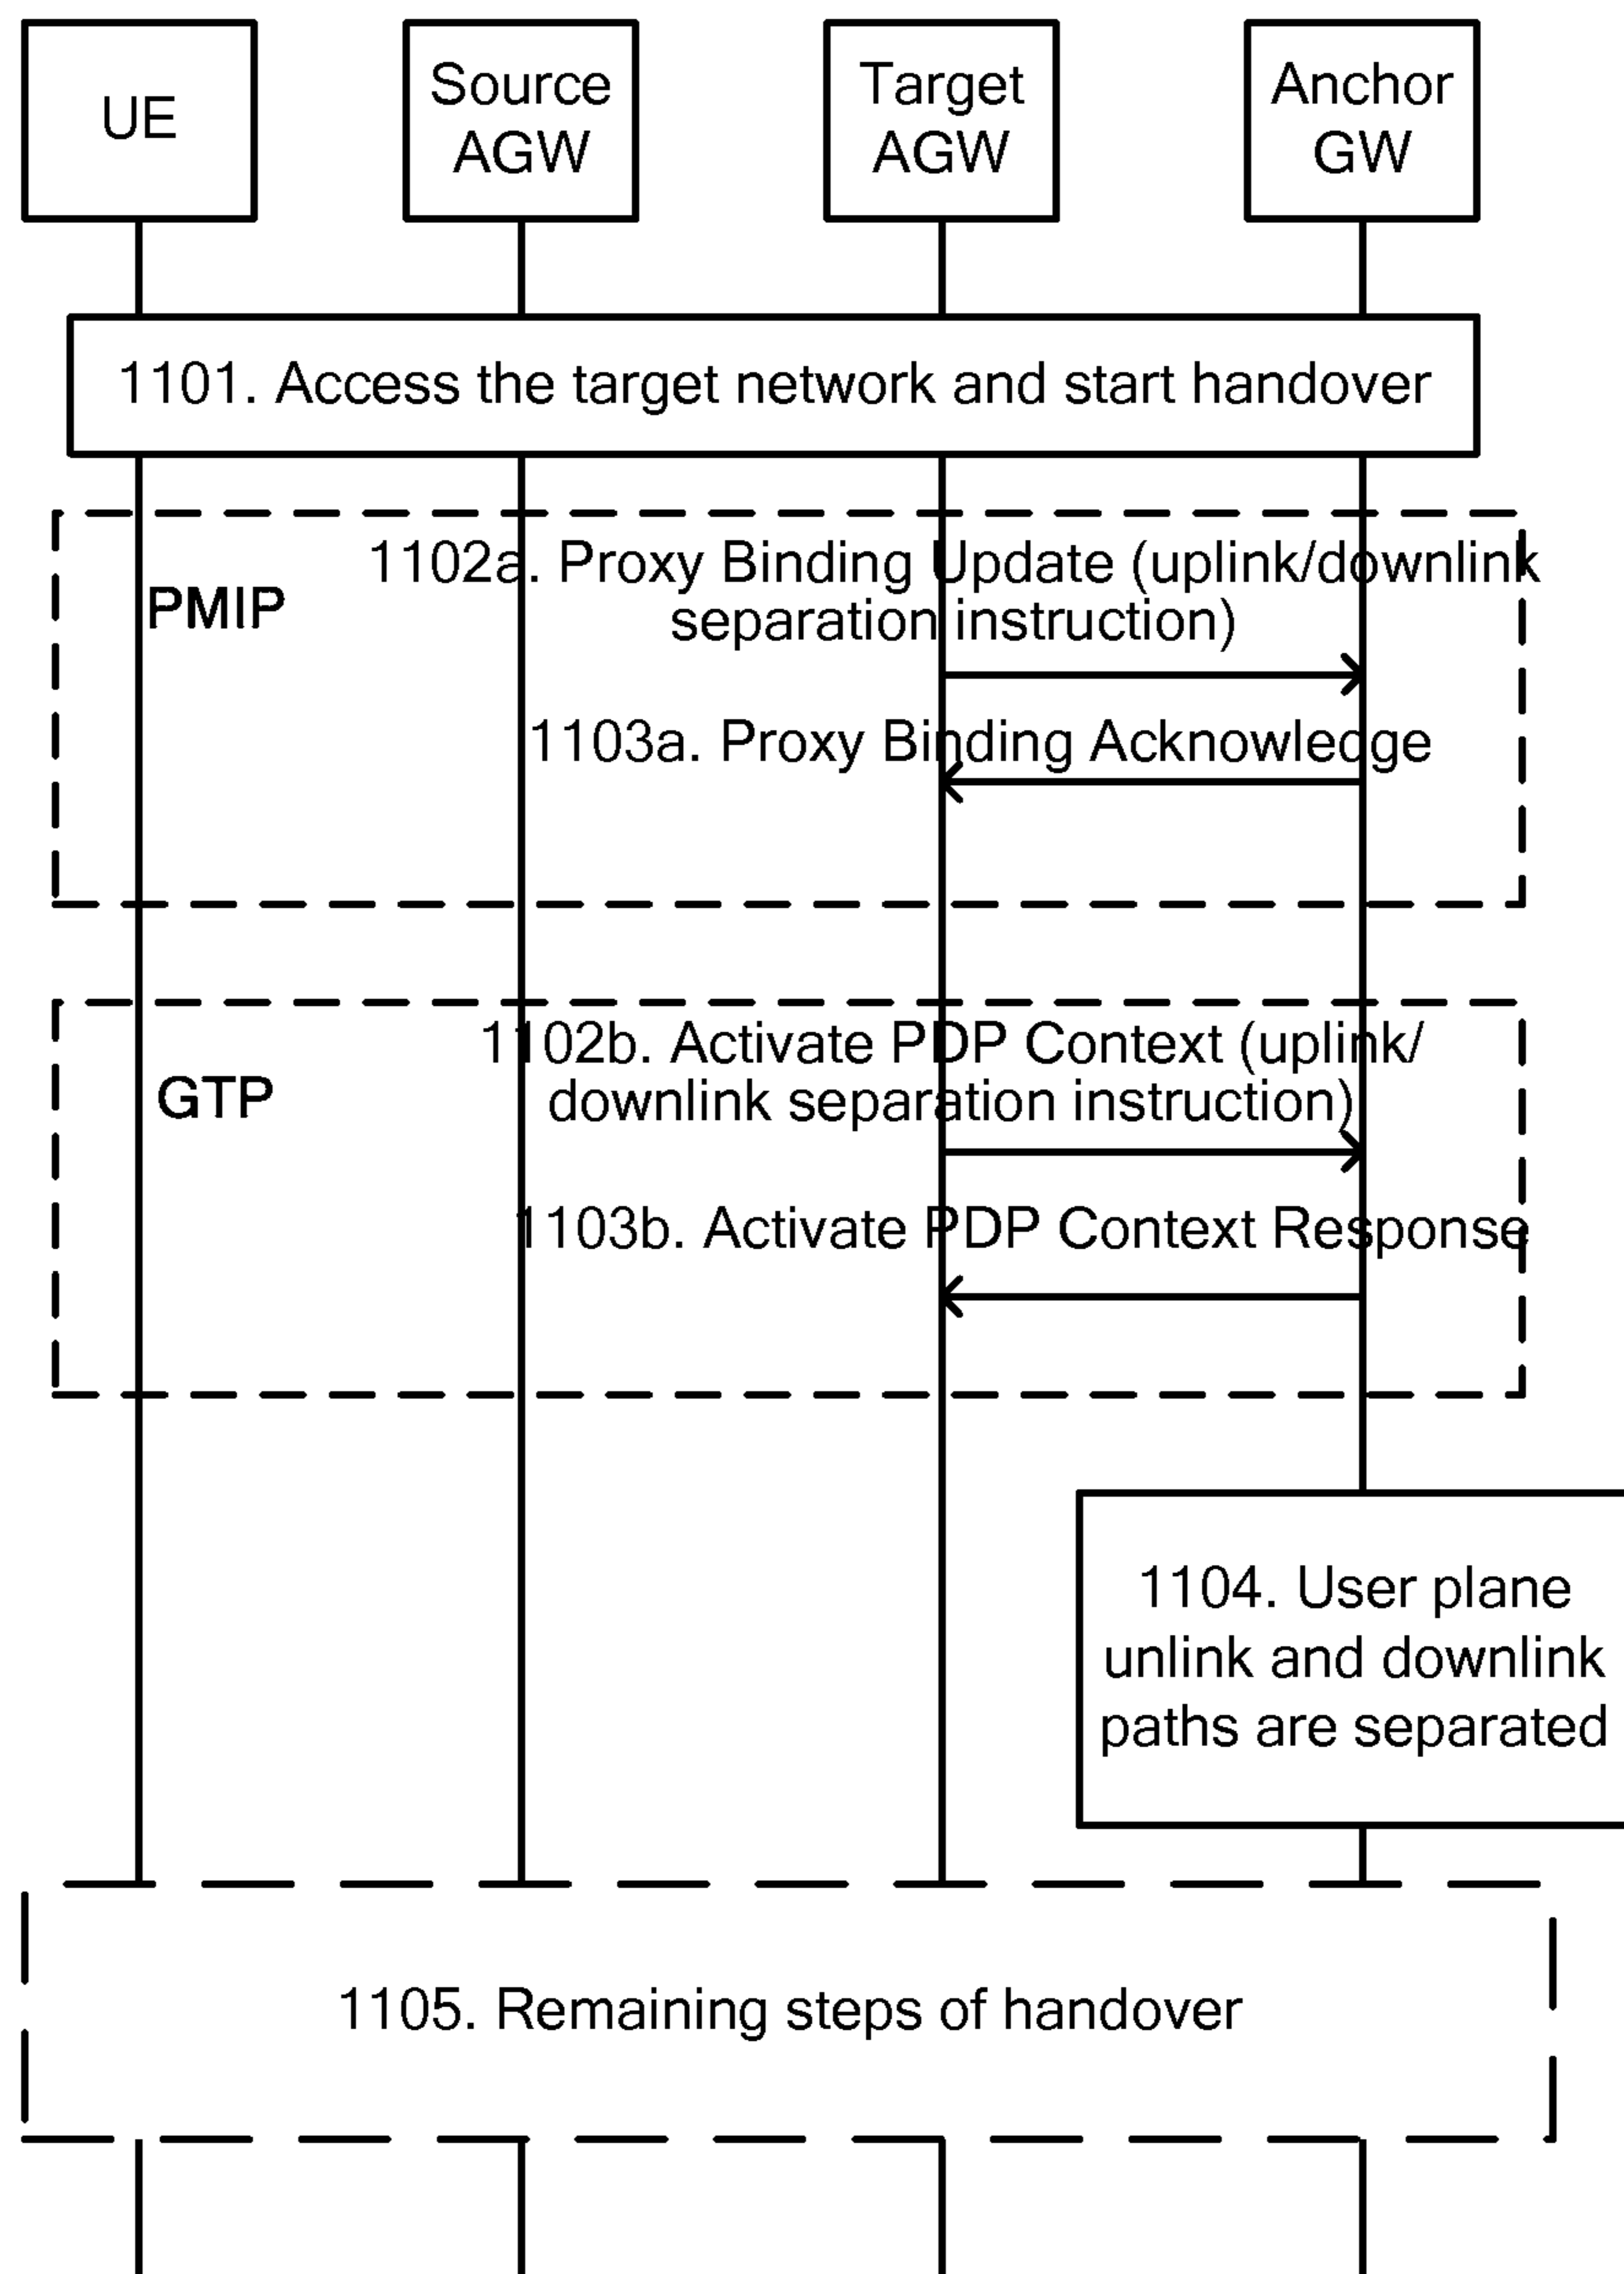 UE
Source
AGW
Target
AGW
Anchor
GW
1101. Access the target network and start handover
1102a. Proxy Binding Update (uplink/downlink
separation instruction)
PMIP
1103a. Proxy Binding Acknowledge
1102b. Activate PDP Context (uplink/
downlink separation instruction)
GTP
1103b. Activate PDP Context Response
1104. User plane
unlink and downlink
paths are separated
1105. Remaining steps of handover